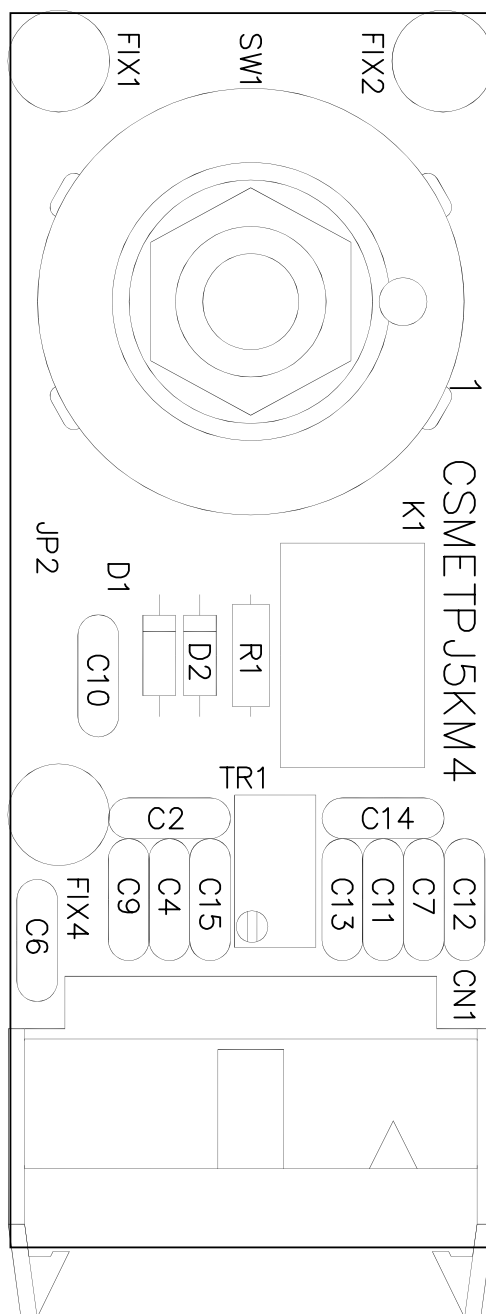 FIX1
SW1
FIX2
1
CSMETPJ5KM4
K1
JP2
D1
D2
R1
C10
TR1
C2
C14
C9
C4
C15
C13
C11
C7
C12
FIX4
C6
CN1